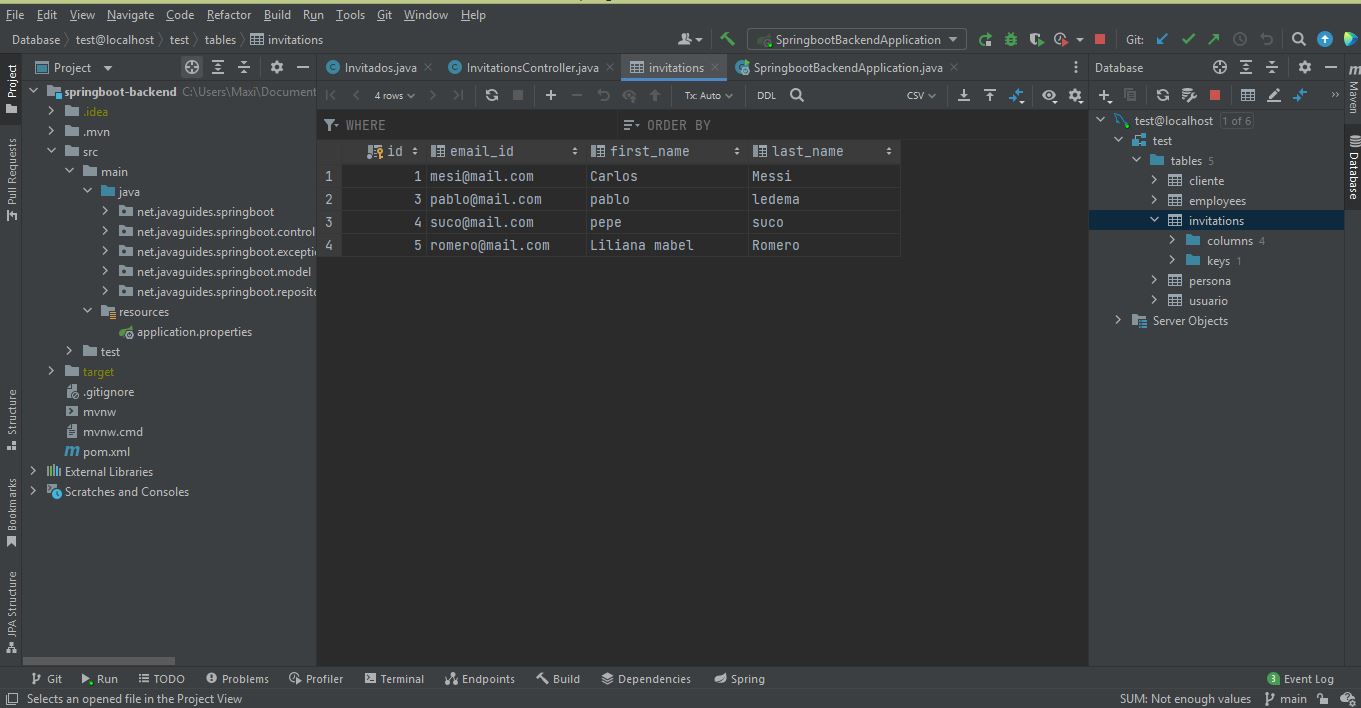 File Edit View Navigate Code Refactor Build Run Tools Git Window Help
Database test@localhost test tables invitations SpringbootBackendApplication Git:
Project Invitados.java InvitationsController.java invitations SpringbootBackendApplication.java Database
springboot-backend C:\Users\Maxi\Document
.idea
.mvn
src
main
java
net.javaguides.springboot
net.javaguides.springboot.control
net.javaguides.springboot.excepti
net.javaguides.springboot.model
net.javaguides.springboot.reposito
resources
application.properties
test
target
.gitignore
mvnw
mvnw.cmd
pom.xml
External Libraries
Scratches and Consoles
4 rows Tx: Auto DDL CSV
WHERE ORDER BY
id email_id first_name last_name
1 1 mesi@mail.com Carlos Messi
2 3 pablo@mail.com pablo ledema
3 4 suco@mail.com pepe suco
4 5 romero@mail.com Liliana mabel Romero
test@localhost 1 of 6
test
tables 5
cliente
employees
invitations
columns 4
keys 1
persona
usuario
Server Objects
Project
Pull Requests
Structure
Bookmarks
JPA Structure
m
Maven
Database
Git Run TODO Problems Profiler Terminal Endpoints Build Dependencies Spring 3 Event Log
Selects an opened file in the Project View SUM: Not enough values main